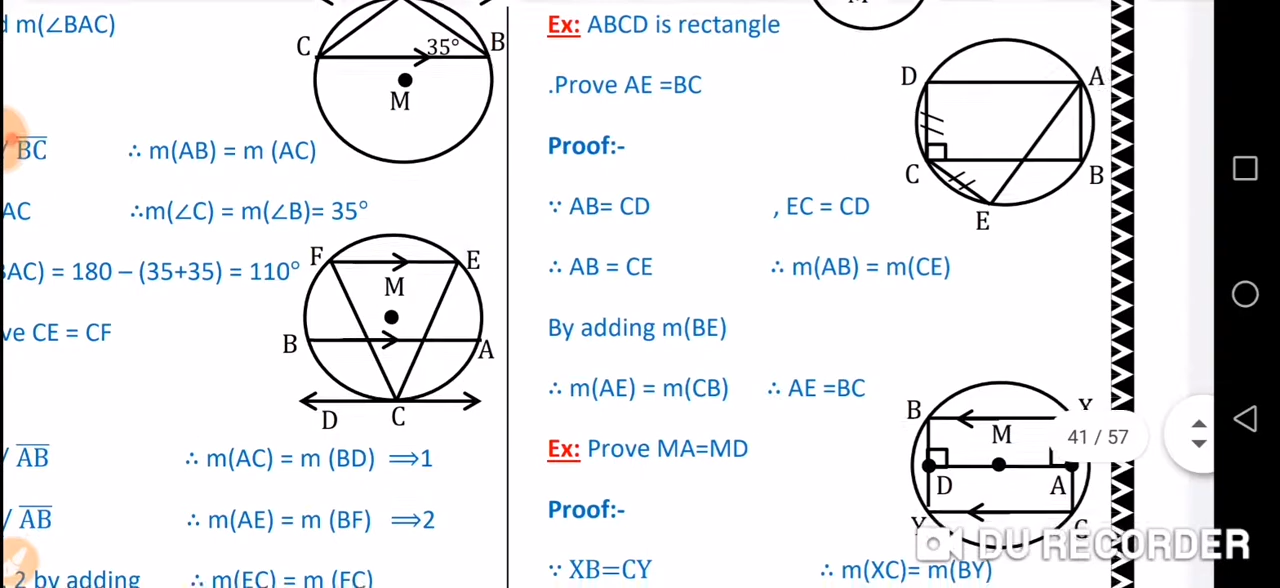 d m(∠BAC)
C
35°
B
M
BC ∴ m(AB) = m (AC)
AC ∴m(∠C) = m(∠B)= 35°
BAC) = 180 – (35+35) = 110°
F
E
M
ve CE = CF
B
A
D
C
/ AB ∴ m(AC) = m (BD) ⟹1
/ AB ∴ m(AE) = m (BF) ⟹2
2 by adding ∴ m(EC) = m (FC)
Ex: ABCD is rectangle
.Prove AE =BC
D
A
C
B
E
Proof:-
∵ AB= CD , EC = CD
∴ AB = CE ∴ m(AB) = m(CE)
By adding m(BE)
∴ m(AE) = m(CB) ∴ AE =BC
B
X
M
41 / 57
D
A
Y
C
Ex: Prove MA=MD
Proof:-
∵ XB=CY ∴ m(XC)= m(BY)
DU RECORDER